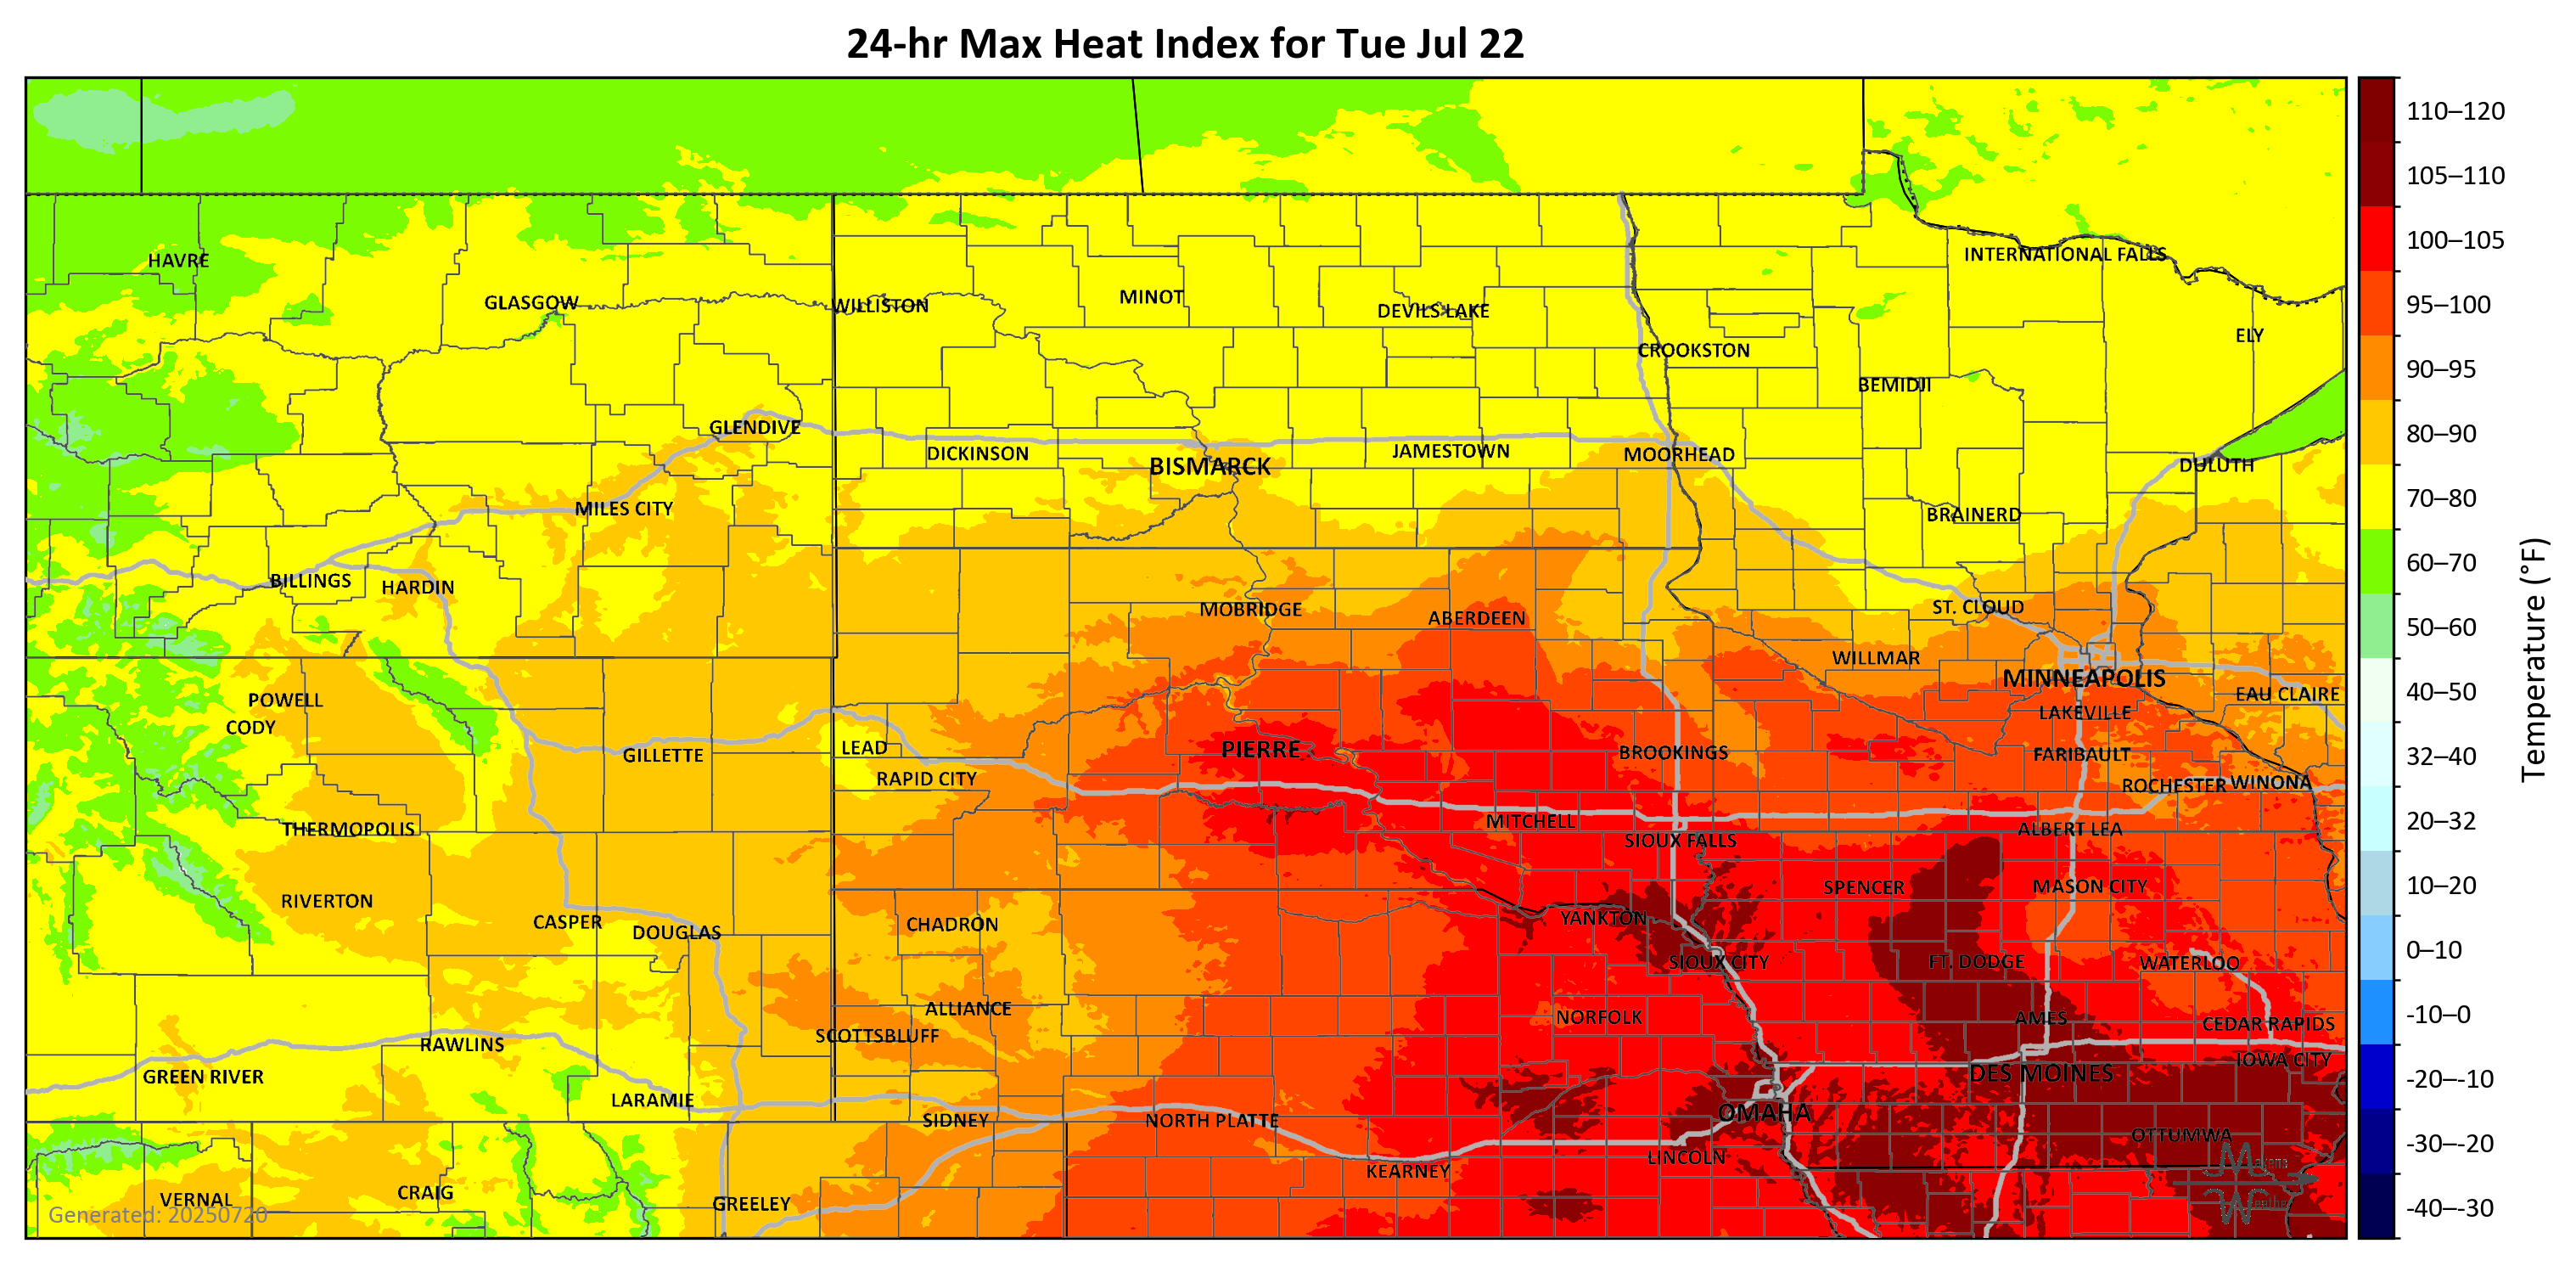 24-hr Max Heat Index for Tue Jul 22
110–120
105–110
100–105
95–100
90–95
80–90
70–80
60–70
50–60
40–50
32–40
20–32
10–20
0–10
-10–0
-20–-10
-30–-20
-40–-30
Temperature (°F)
HAVRE
INTERNATIONAL FALLS
GLASGOW
WILLISTON
MINOT
DEVILS LAKE
ELY
CROOKSTON
BEMIDJI
GLENDIVE
DICKINSON
BISMARCK
JAMESTOWN
MOORHEAD
DULUTH
MILES CITY
BRAINERD
BILLINGS
HARDIN
MOBRIDGE
ABERDEEN
ST. CLOUD
WILLMAR
MINNEAPOLIS
POWELL
EAU CLAIRE
LAKEVILLE
CODY
GILLETTE
LEAD
PIERRE
BROOKINGS
FARIBAULT
RAPID CITY
ROCHESTER
WINONA
THERMOPOLIS
MITCHELL
SIOUX FALLS
ALBERT LEA
RIVERTON
SPENCER
MASON CITY
CASPER
DOUGLAS
CHADRON
YANKTON
SIOUX CITY
FT. DODGE
WATERLOO
ALLIANCE
NORFOLK
AMES
CEDAR RAPIDS
SCOTTSBLUFF
RAWLINS
IOWA CITY
GREEN RIVER
DES MOINES
LARAMIE
SIDNEY
NORTH PLATTE
OMAHA
OTTUMWA
LINCOLN
KEARNEY
VERNAL
CRAIG
GREELEY
Generated: 20250720